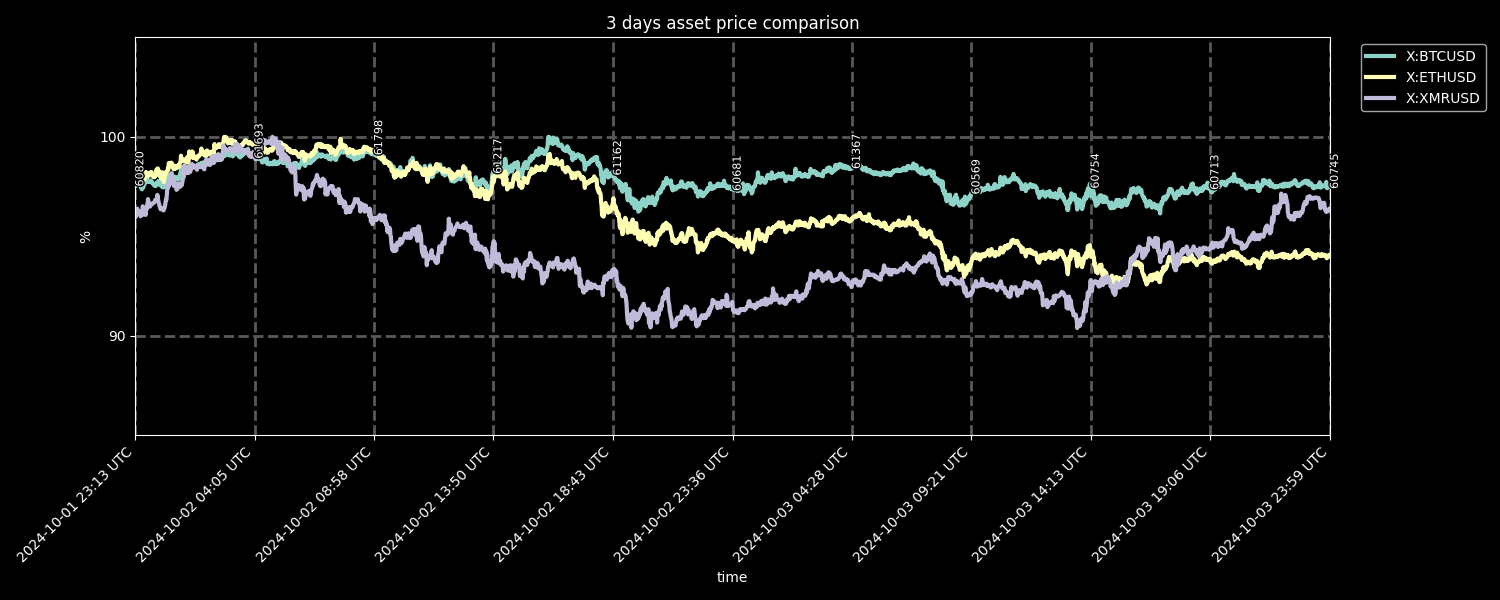 3 days asset price comparison
X:BTCUSD
X:ETHUSD
X:XMRUSD
100
90
%
60820
61693
61798
61217
61162
60681
61367
60569
60754
60713
60745
2024-10-01 23:13 UTC
2024-10-02 04:05 UTC
2024-10-02 08:58 UTC
2024-10-02 13:50 UTC
2024-10-02 18:43 UTC
2024-10-02 23:36 UTC
2024-10-03 04:28 UTC
2024-10-03 09:21 UTC
2024-10-03 14:13 UTC
2024-10-03 19:06 UTC
2024-10-03 23:59 UTC
time